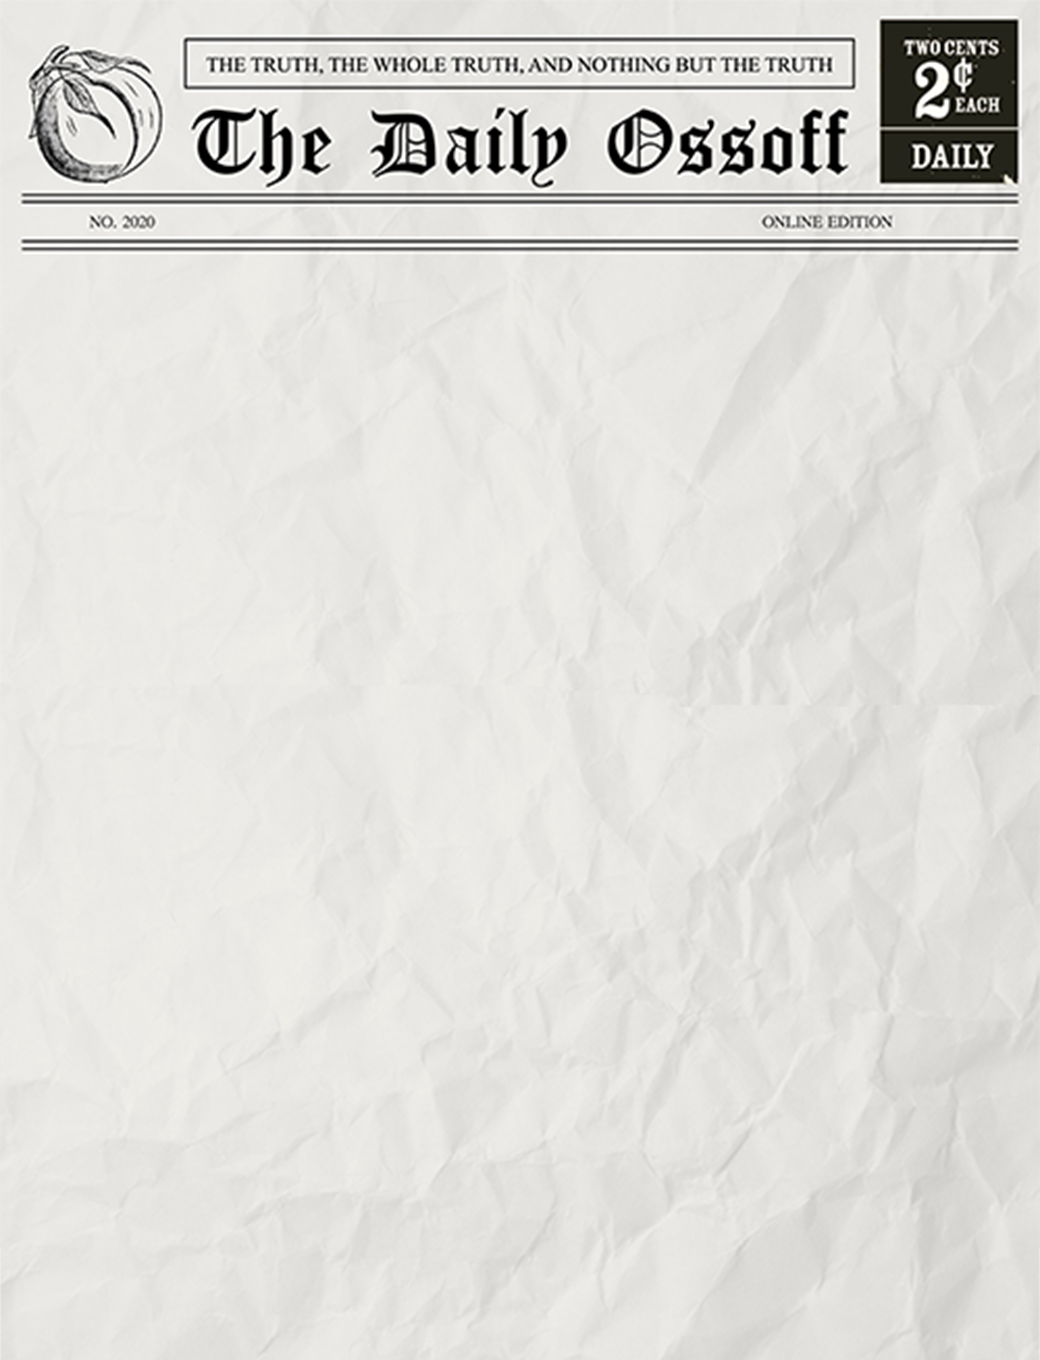 THE TRUTH, THE WHOLE TRUTH, AND NOTHING BUT THE TRUTH
The Daily Ossoff
TWO CENTS
2¢ EACH
DAILY
NO. 2020
ONLINE EDITION